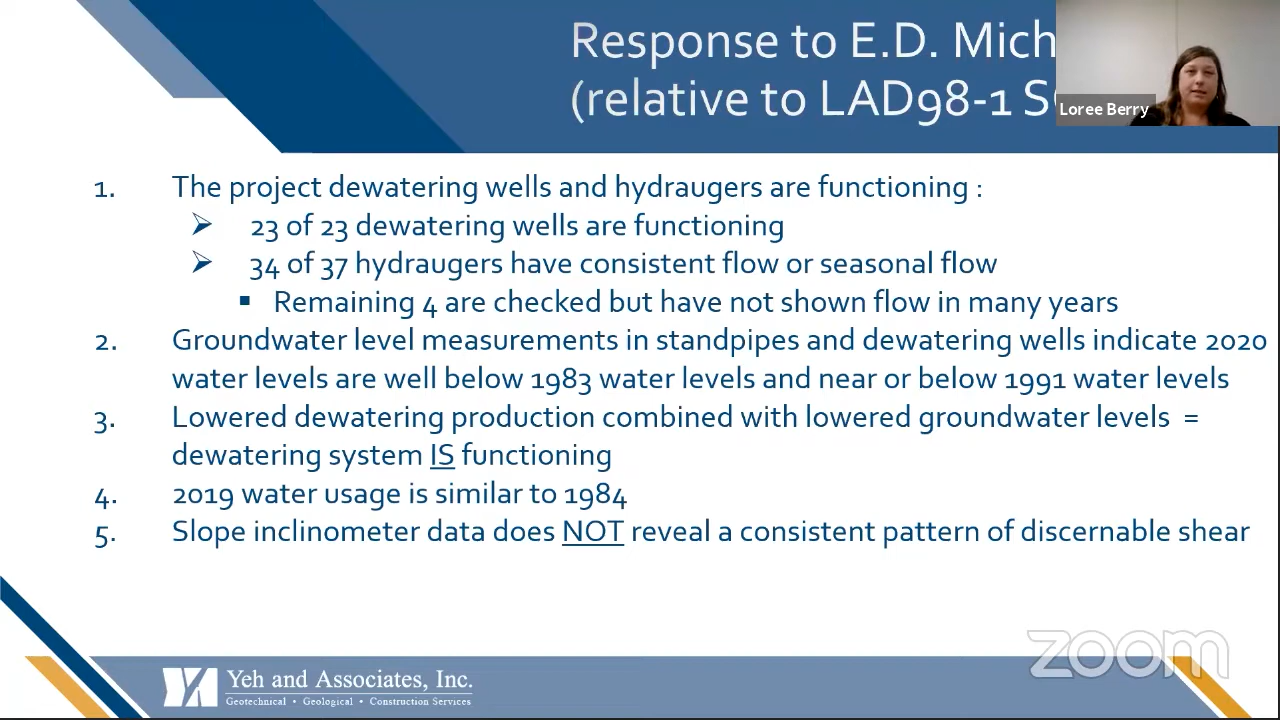 Response to E.D. Mich
(relative to LAD98-1 S
Loree Berry
1. The project dewatering wells and hydraugers are functioning :
➢ 23 of 23 dewatering wells are functioning
➢ 34 of 37 hydraugers have consistent flow or seasonal flow
▪ Remaining 4 are checked but have not shown flow in many years
2. Groundwater level measurements in standpipes and dewatering wells indicate 2020
water levels are well below 1983 water levels and near or below 1991 water levels
3. Lowered dewatering production combined with lowered groundwater levels =
dewatering system IS functioning
4. 2019 water usage is similar to 1984
5. Slope inclinometer data does NOT reveal a consistent pattern of discernable shear
zoom
Yeh and Associates, Inc.
Geotechnical • Geological • Construction Services